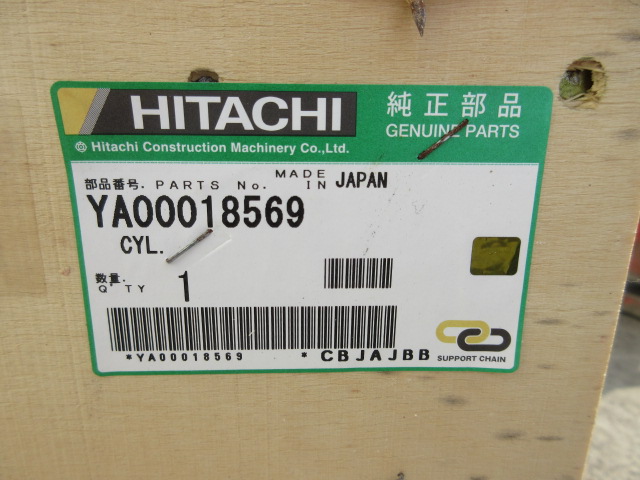 HITACHI
純正部品
GENUINE PARTS
Hitachi Construction Machinery Co.,Ltd.
部品番号. PARTS No. MADE IN JAPAN
YA00018569
CYL.
数量.
Q'TY 1
*YA00018569 * CBJAJBB
SUPPORT CHAIN